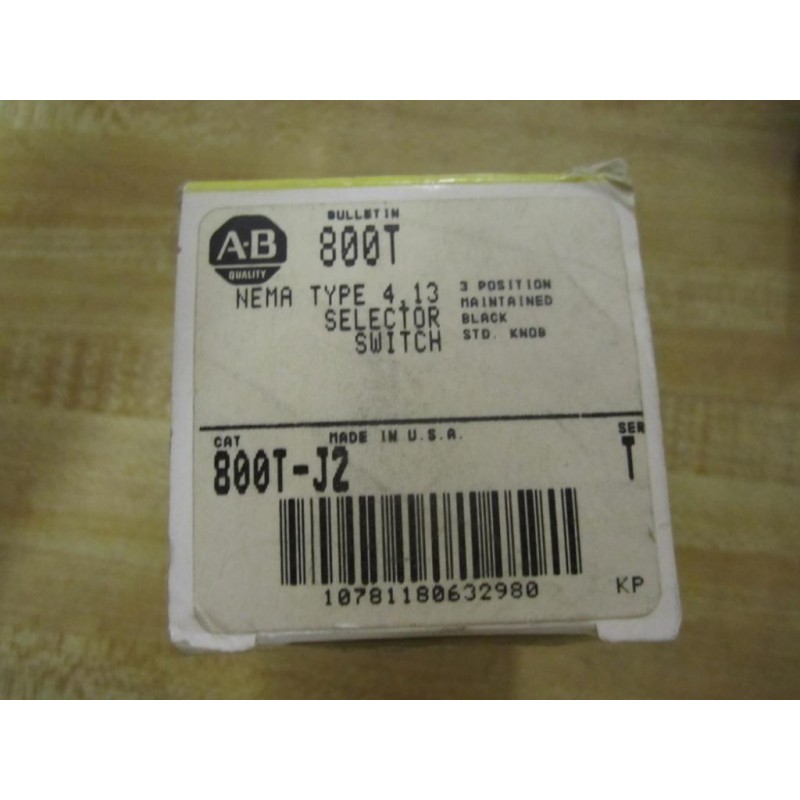 A-B
QUALITY
BULLETIN
800T
NEMA TYPE 4,13
SELECTOR
SWITCH
3 POSITION
MAINTAINED
BLACK
STD. KNOB
CAT
MADE IN U.S.A.
SER
800T-J2
T
10781180632980
KP